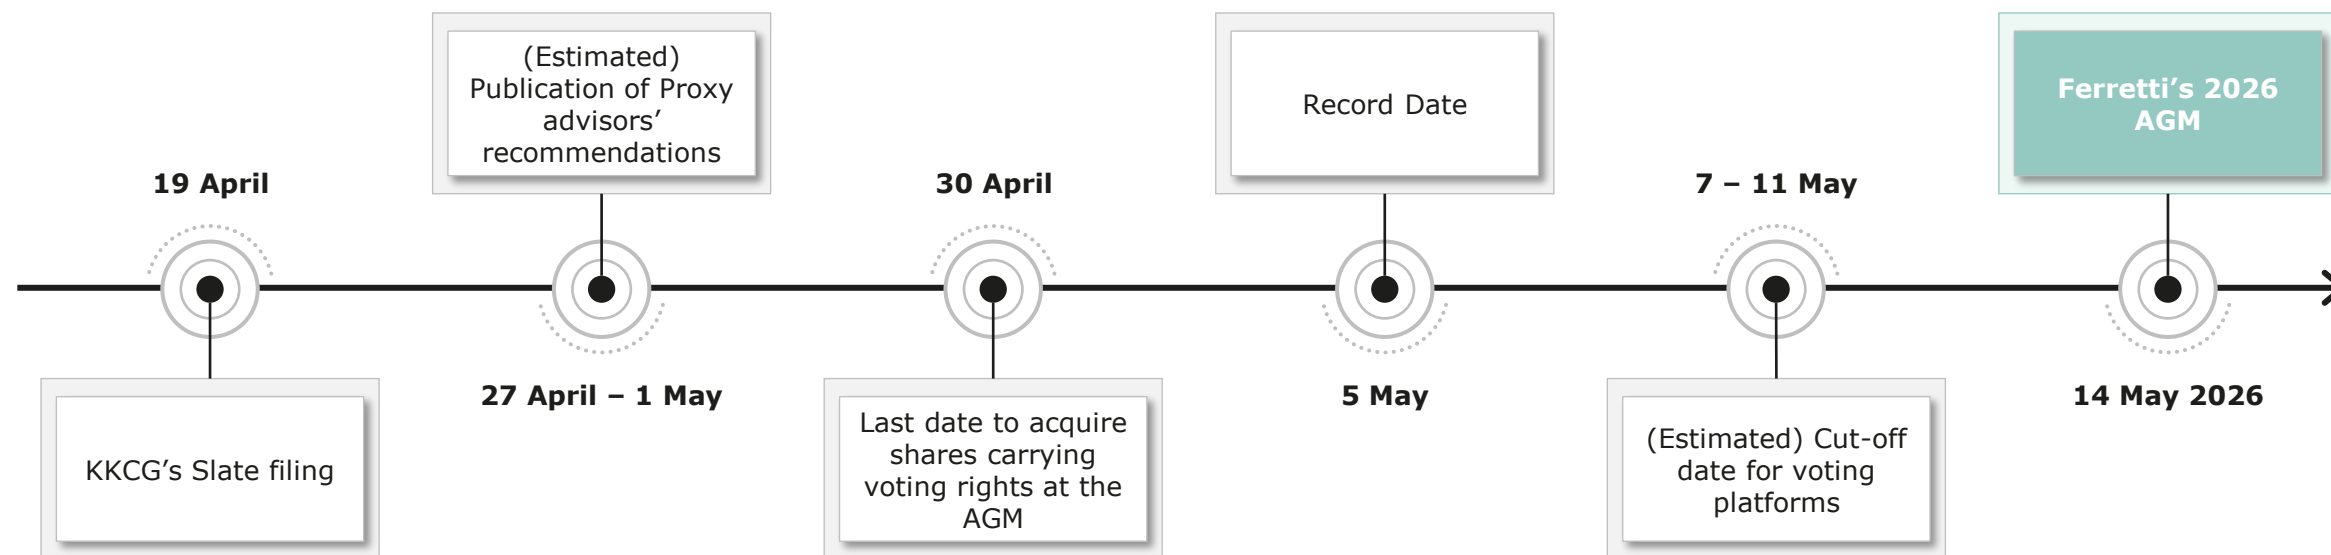 19 April
KKCG’s Slate filing
(Estimated)
Publication of Proxy
advisors’
recommendations
27 April – 1 May
30 April
Last date to acquire
shares carrying
voting rights at the
AGM
Record Date
5 May
7 – 11 May
(Estimated) Cut-off
date for voting
platforms
Ferretti’s 2026
AGM
14 May 2026